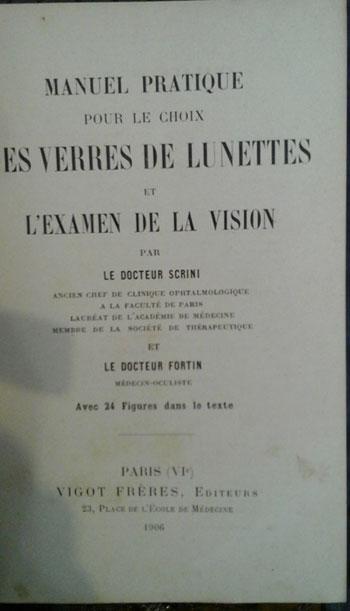 MANUEL PRATIQUE
POUR LE CHOIX
ES VERRES DE LUNETTES
ET
L'EXAMEN DE LA VISION
PAR
LE DOCTEUR SCRINI
ANCIEN CHEF DE CLINIQUE OPHTALMOLOGIQUE
A LA FACULTÉ DE PARIS
LAURÉAT DE L'ACADÉMIE DE MÉDECINE
MEMBRE DE LA SOCIÉTÉ DE THÉRAPEUTIQUE
ET
LE DOCTEUR FORTIN
MÉDECIN-OCULISTE
Avec 24 Figures dans le texte
PARIS (VIe)
VIGOT FRÈRES, ÉDITEURS
23, PLACE DE L'ÉCOLE DE MÉDECINE
1906